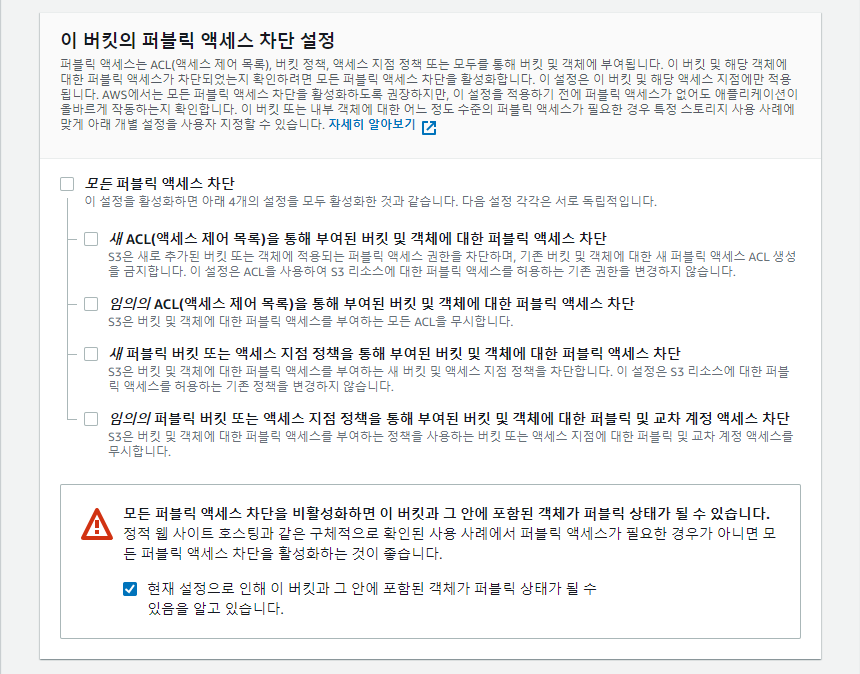 이 버킷의 퍼블릭 액세스 차단 설정
퍼블릭 액세스는 ACL(액세스 제어 목록), 버킷 정책, 액세스 지점 정책 또는 모두를 통해 버킷 및 객체에 부여됩니다. 이 버킷 및 해당 객체에
대한 퍼블릭 액세스가 차단되었는지 확인하려면 모든 퍼블릭 액세스 차단을 활성화합니다. 이 설정은 이 버킷 및 해당 액세스 지점에만 적용
됩니다. AWS에서는 모든 퍼블릭 액세스 차단을 활성화하도록 권장하지만, 이 설정을 적용하기 전에 퍼블릭 액세스가 없어도 애플리케이션이
올바르게 작동하는지 확인합니다. 이 버킷 또는 내부 객체에 대한 어느 정도 수준의 퍼블릭 액세스가 필요한 경우 특정 스토리지 사용 사례에
맞게 아래 개별 설정을 사용자 지정할 수 있습니다. 자세히 알아보기
모든 퍼블릭 액세스 차단
이 설정을 활성화하면 아래 4개의 설정을 모두 활성화한 것과 같습니다. 다음 설정 각각은 서로 독립적입니다.
새 ACL(액세스 제어 목록)을 통해 부여된 버킷 및 객체에 대한 퍼블릭 액세스 차단
S3은 새로 추가된 버킷 또는 객체에 적용되는 퍼블릭 액세스 권한을 차단하며, 기존 버킷 및 객체에 대한 새 퍼블릭 액세스 ACL 생성
을 금지합니다. 이 설정은 ACL을 사용하여 S3 리소스에 대한 퍼블릭 액세스를 허용하는 기존 권한을 변경하지 않습니다.
임의의 ACL(액세스 제어 목록)을 통해 부여된 버킷 및 객체에 대한 퍼블릭 액세스 차단
S3은 버킷 및 객체에 대한 퍼블릭 액세스를 부여하는 모든 ACL을 무시합니다.
새 퍼블릭 버킷 또는 액세스 지점 정책을 통해 부여된 버킷 및 객체에 대한 퍼블릭 액세스 차단
S3은 버킷 및 객체에 대한 퍼블릭 액세스를 부여하는 새 버킷 및 액세스 지점 정책을 차단합니다. 이 설정은 S3 리소스에 대한 퍼블
릭 액세스를 허용하는 기존 정책을 변경하지 않습니다.
임의의 퍼블릭 버킷 또는 액세스 지점 정책을 통해 부여된 버킷 및 객체에 대한 퍼블릭 및 교차 계정 액세스 차단
S3은 버킷 및 객체에 대한 퍼블릭 액세스를 부여하는 정책을 사용하는 버킷 또는 액세스 지점에 대한 퍼블릭 및 교차 계정 액세스를
무시합니다.
모든 퍼블릭 액세스 차단을 비활성화하면 이 버킷과 그 안에 포함된 객체가 퍼블릭 상태가 될 수 있습니다.
정적 웹 사이트 호스팅과 같은 구체적으로 확인된 사용 사례에서 퍼블릭 액세스가 필요한 경우가 아니면 모
든 퍼블릭 액세스 차단을 활성화하는 것이 좋습니다.
현재 설정으로 인해 이 버킷과 그 안에 포함된 객체가 퍼블릭 상태가 될 수
있음을 알고 있습니다.